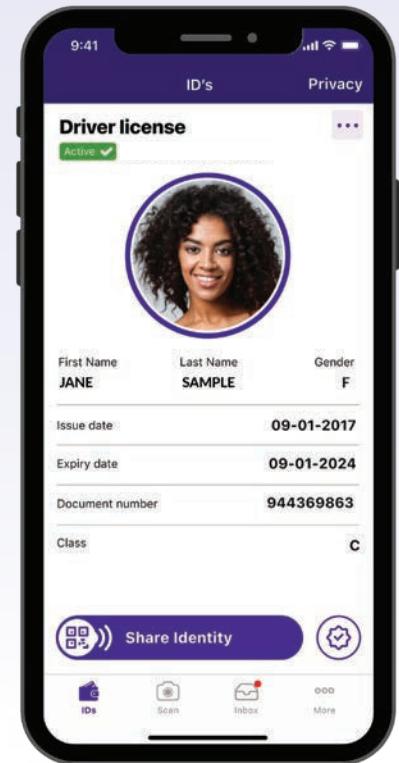 9:41
ID's Privacy
Driver license
Active
First Name Last Name Gender
JANE SAMPLE F
Issue date 09-01-2017
Expiry date 09-01-2024
Document number 944369863
Class C
Share Identity
IDs Scan Inbox More